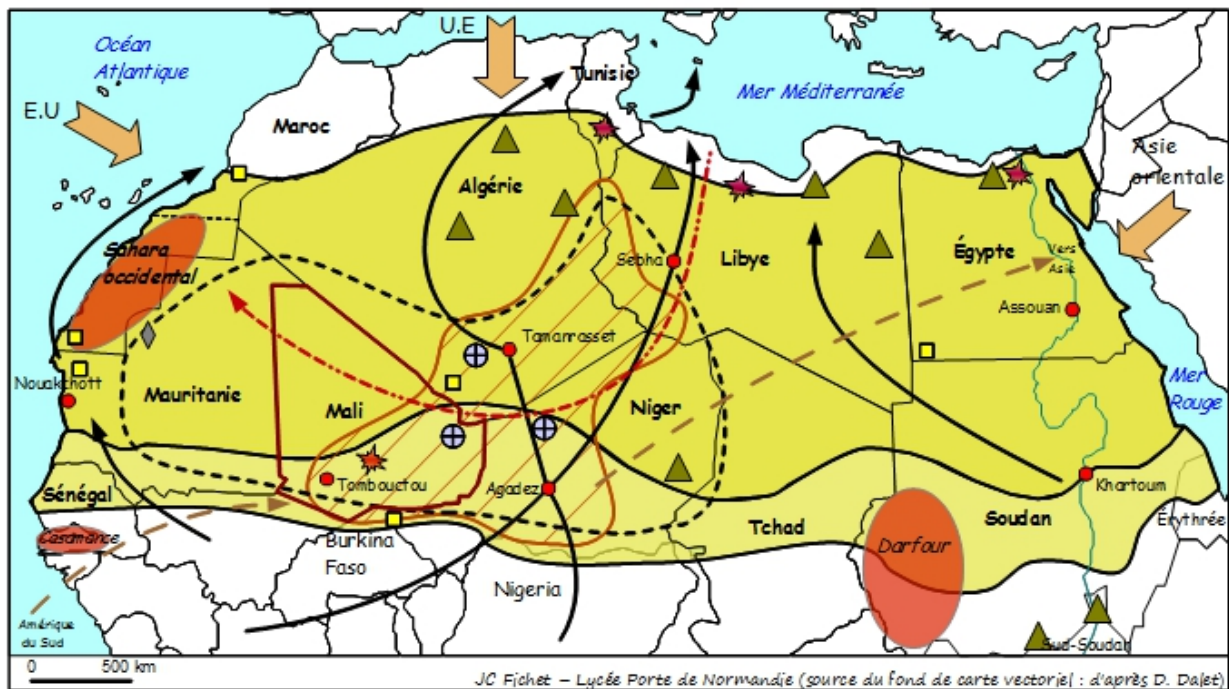 U.E
Océan
Atlantique
E.U
Tunisie
Mer Méditerranée
Maroc
Asie
orientale
Algérie
Sahara
occidental
Sebha
Libye
Égypte
Vers
Asie
Assouan
Tamanrasset
Nouakchott
Mauritanie
Mali
Niger
Mer
Rouge
Sénégal
Tombouctou
Agadez
Khartoum
Tchad
Soudan
Érythrée
Casamance
Burkina
Faso
Darfour
Nigeria
Amérique
du Sud
Sud-Soudan
0 500 km
JC Fichet – Lycée Porte de Normandie (source du fond de carte vectoriel : d'après D. Dalet)